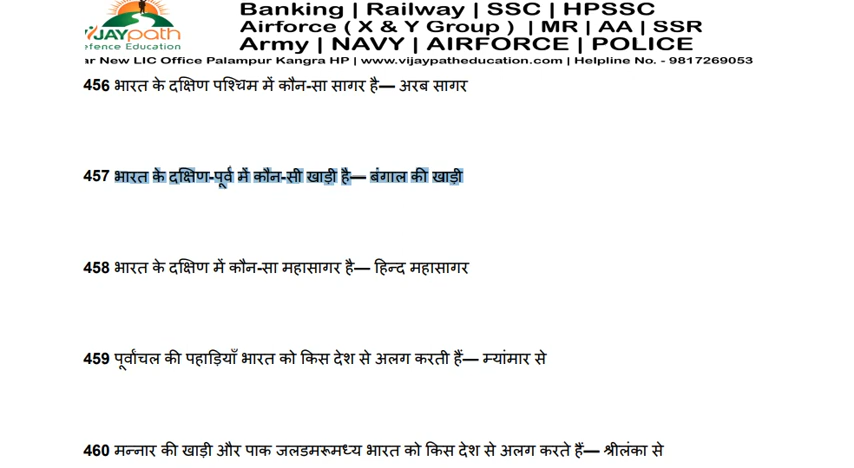 Banking | Railway | SSC | HPSSC
Airforce ( X & Y Group ) | MR | AA | SSR
Army | NAVY | AIRFORCE | POLICE
VIJAYpath
efence Education
ar New LIC Office Palampur Kangra HP | www.vijaypatheducation.com | Helpline No. - 9817269053
456 भारत के दक्षिण पश्चिम में कौन-सा सागर है— अरब सागर
457 भारत के दक्षिण-पूर्व में कौन-सी खाड़ी है— बंगाल की खाड़ी
458 भारत के दक्षिण में कौन-सा महासागर है— हिन्द महासागर
459 पूर्वांचल की पहाड़ियाँ भारत को किस देश से अलग करती हैं— म्यांमार से
460 मन्नार की खाड़ी और पाक जलडमरूमध्य भारत को किस देश से अलग करते हैं— श्रीलंका से